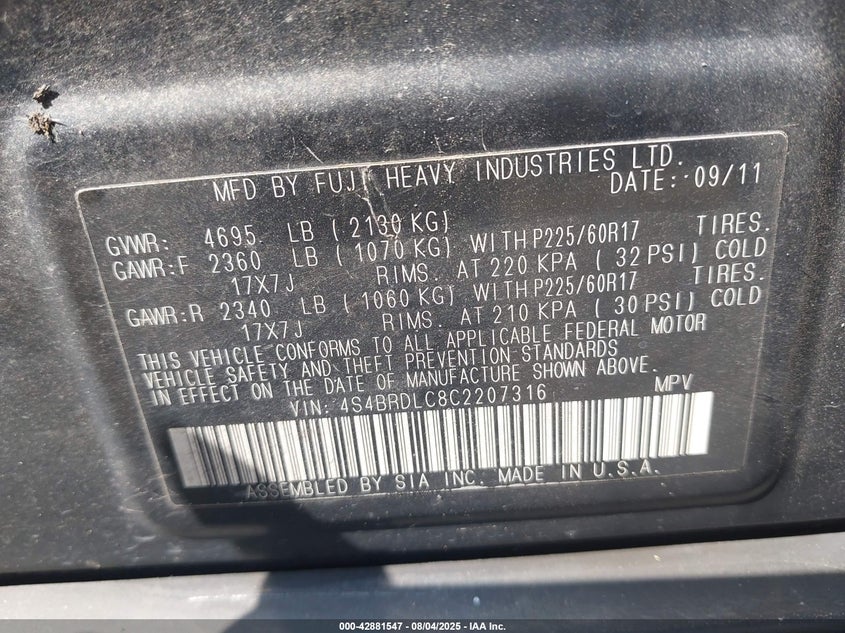 MFD BY FUJI HEAVY INDUSTRIES LTD.
DATE: 09/11
GVWR: 4695. LB ( 2130 KG)
GAWR:F 2360 LB ( 1070 KG) WITH P225/60R17 TIRES.
17X7J RIMS. AT 220 KPA ( 32 PSI) COLD
GAWR:R 2340 LB ( 1060 KG) WITH P225/60R17 TIRES.
17X7J RIMS. AT 210 KPA ( 30 PSI) COLD
THIS VEHICLE CONFORMS TO ALL APPLICABLE FEDERAL MOTOR
VEHICLE SAFETY AND THEFT PREVENTION STANDARDS
IN EFFECT ON THE DATE OF MANUFACTURE SHOWN ABOVE.
VIN: 4S4BRDLC8C2207316 MPV
ASSEMBLED BY SIA INC. MADE IN U.S.A.
000-42881547 - 08/04/2025 - IAA Inc.